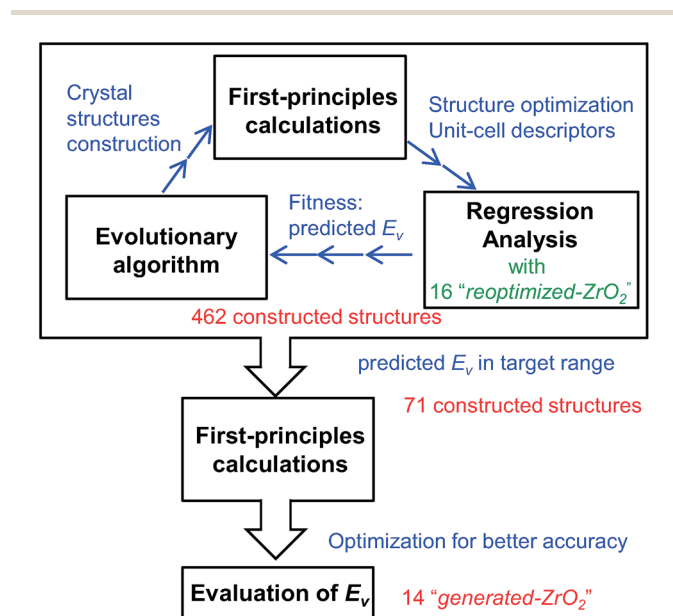 Crystal
structures
construction
First-principles
calculations
Structure optimization
Unit-cell descriptors
Evolutionary
algorithm
Fitness:
predicted Eᵥ
Regression
Analysis
with
16 “reoptimized-ZrO₂”
462 constructed structures
predicted Eᵥ in target range
71 constructed structures
First-principles
calculations
Optimization for better accuracy
Evaluation of Eᵥ
14 “generated-ZrO₂”